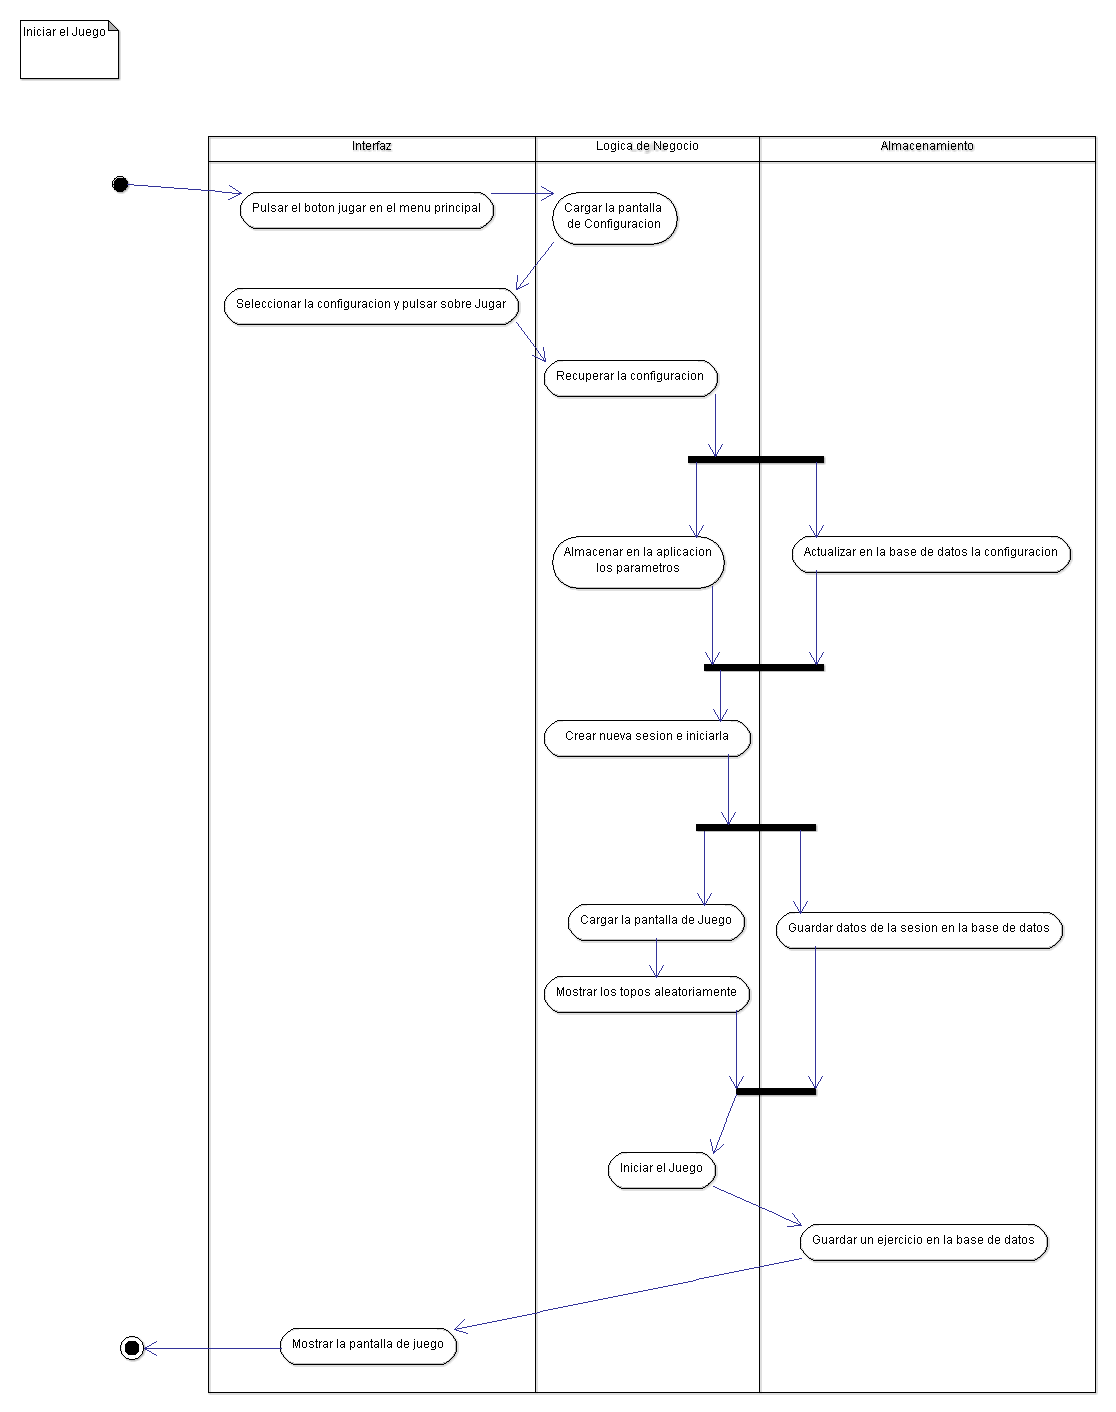 Iniciar el Juego
Interfaz
Logica de Negocio
Almacenamiento
Pulsar el boton jugar en el menu principal
Cargar la pantalla
de Configuracion
Seleccionar la configuracion y pulsar sobre Jugar
Recuperar la configuracion
Almacenar en la aplicacion
los parametros
Actualizar en la base de datos la configuracion
Crear nueva sesion e iniciarla
Cargar la pantalla de Juego
Guardar datos de la sesion en la base de datos
Mostrar los topos aleatoriamente
Iniciar el Juego
Guardar un ejercicio en la base de datos
Mostrar la pantalla de juego